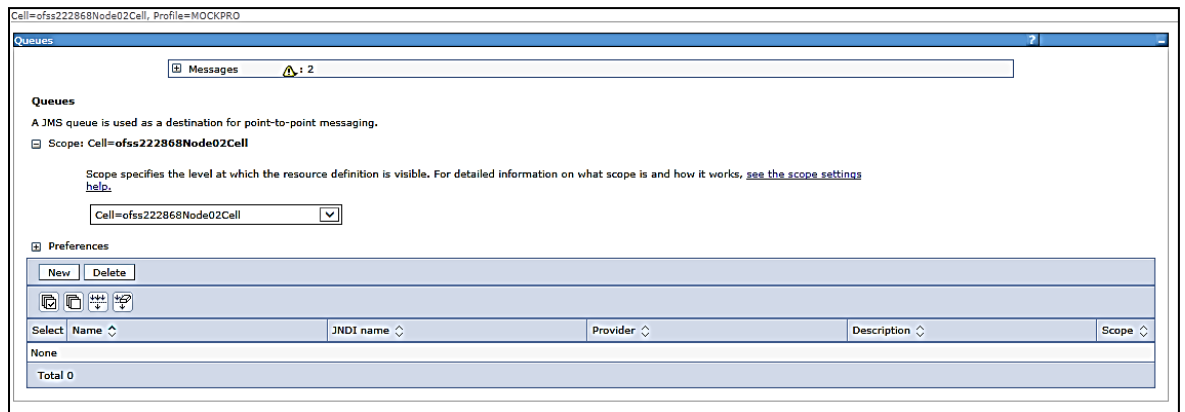 Cell=ofss222868Node02Cell, Profile=MOCKPRO
Queues ?
Messages : 2
Queues
A JMS queue is used as a destination for point-to-point messaging.
Scope: Cell=ofss222868Node02Cell
Scope specifies the level at which the resource definition is visible. For detailed information on what scope is and how it works, see the scope settings
help.
Cell=ofss222868Node02Cell
Preferences
New Delete
Select Name JNDI name Provider Description Scope
None
Total 0